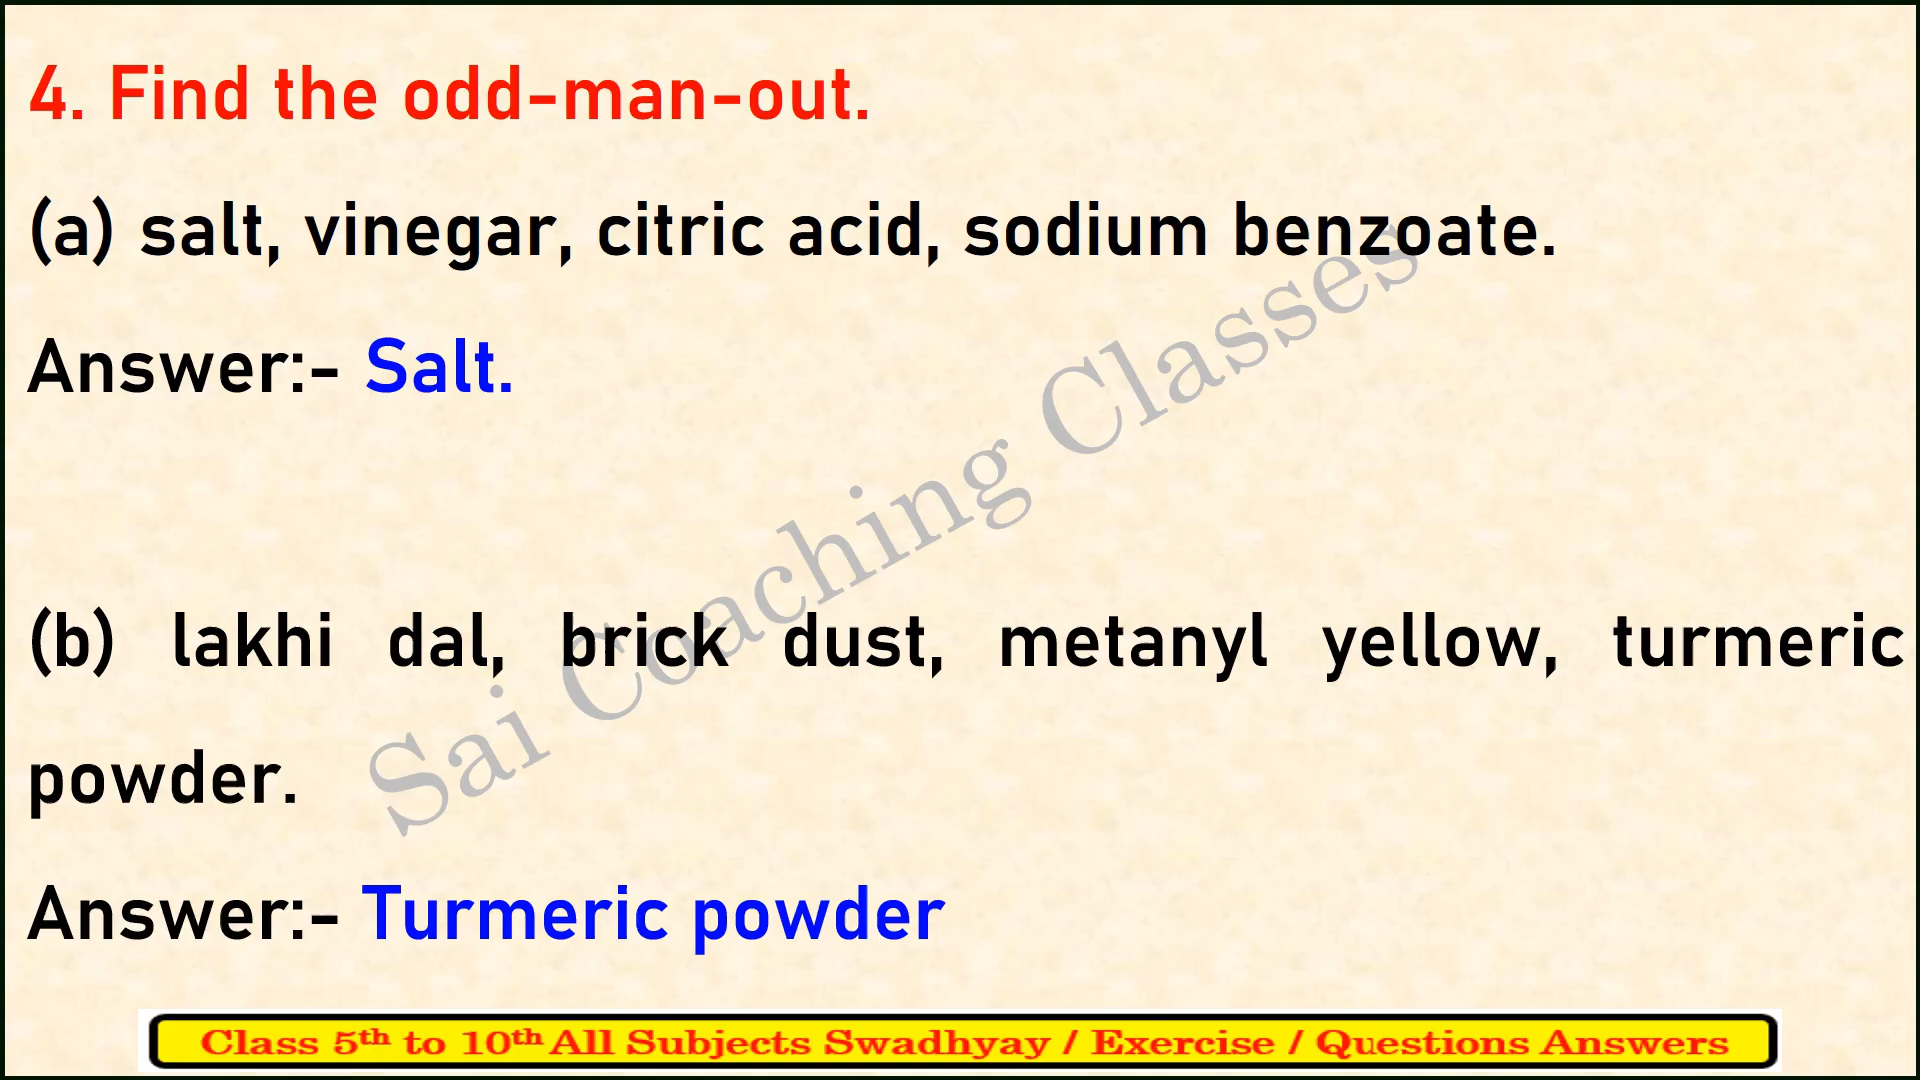 4. Find the odd-man-out.
(a) salt, vinegar, citric acid, sodium benzoate.
Answer:- Salt.
(b) lakhi dal, brick dust, metanyl yellow, turmeric
powder.
Answer:- Turmeric powder
Sai Coaching Classes
Class 5th to 10th All Subjects Swadhyay / Exercise / Questions Answers